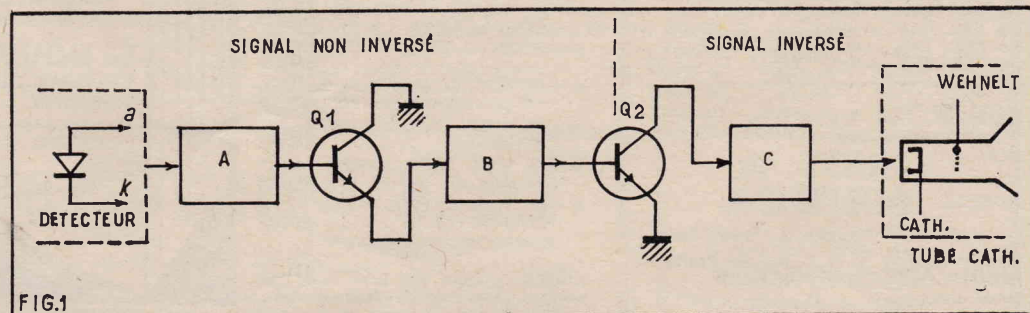 SIGNAL NON INVERSÉ
SIGNAL INVERSÉ
WEHNELT
a
Q1
Q2
A
B
C
k
DETECTEUR
CATH.
TUBE CATH.
FIG.1